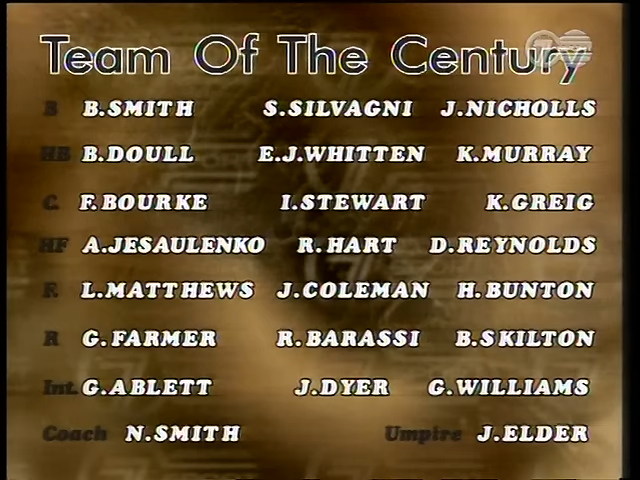 Team Of The Century
B B.SMITH S.SILVAGNI J.NICHOLLS
HB B.DOULL E.J.WHITTEN K.MURRAY
C. F.BOURKE I.STEWART K.GREIG
HF A.JESAULENKO R.HART D.REYNOLDS
F. L.MATTHEWS J.COLEMAN H.BUNTON
R G.FARMER R.BARASSI B.SKILTON
Int. G.ABLETT J.DYER G.WILLIAMS
Coach N.SMITH Umpire J.ELDER